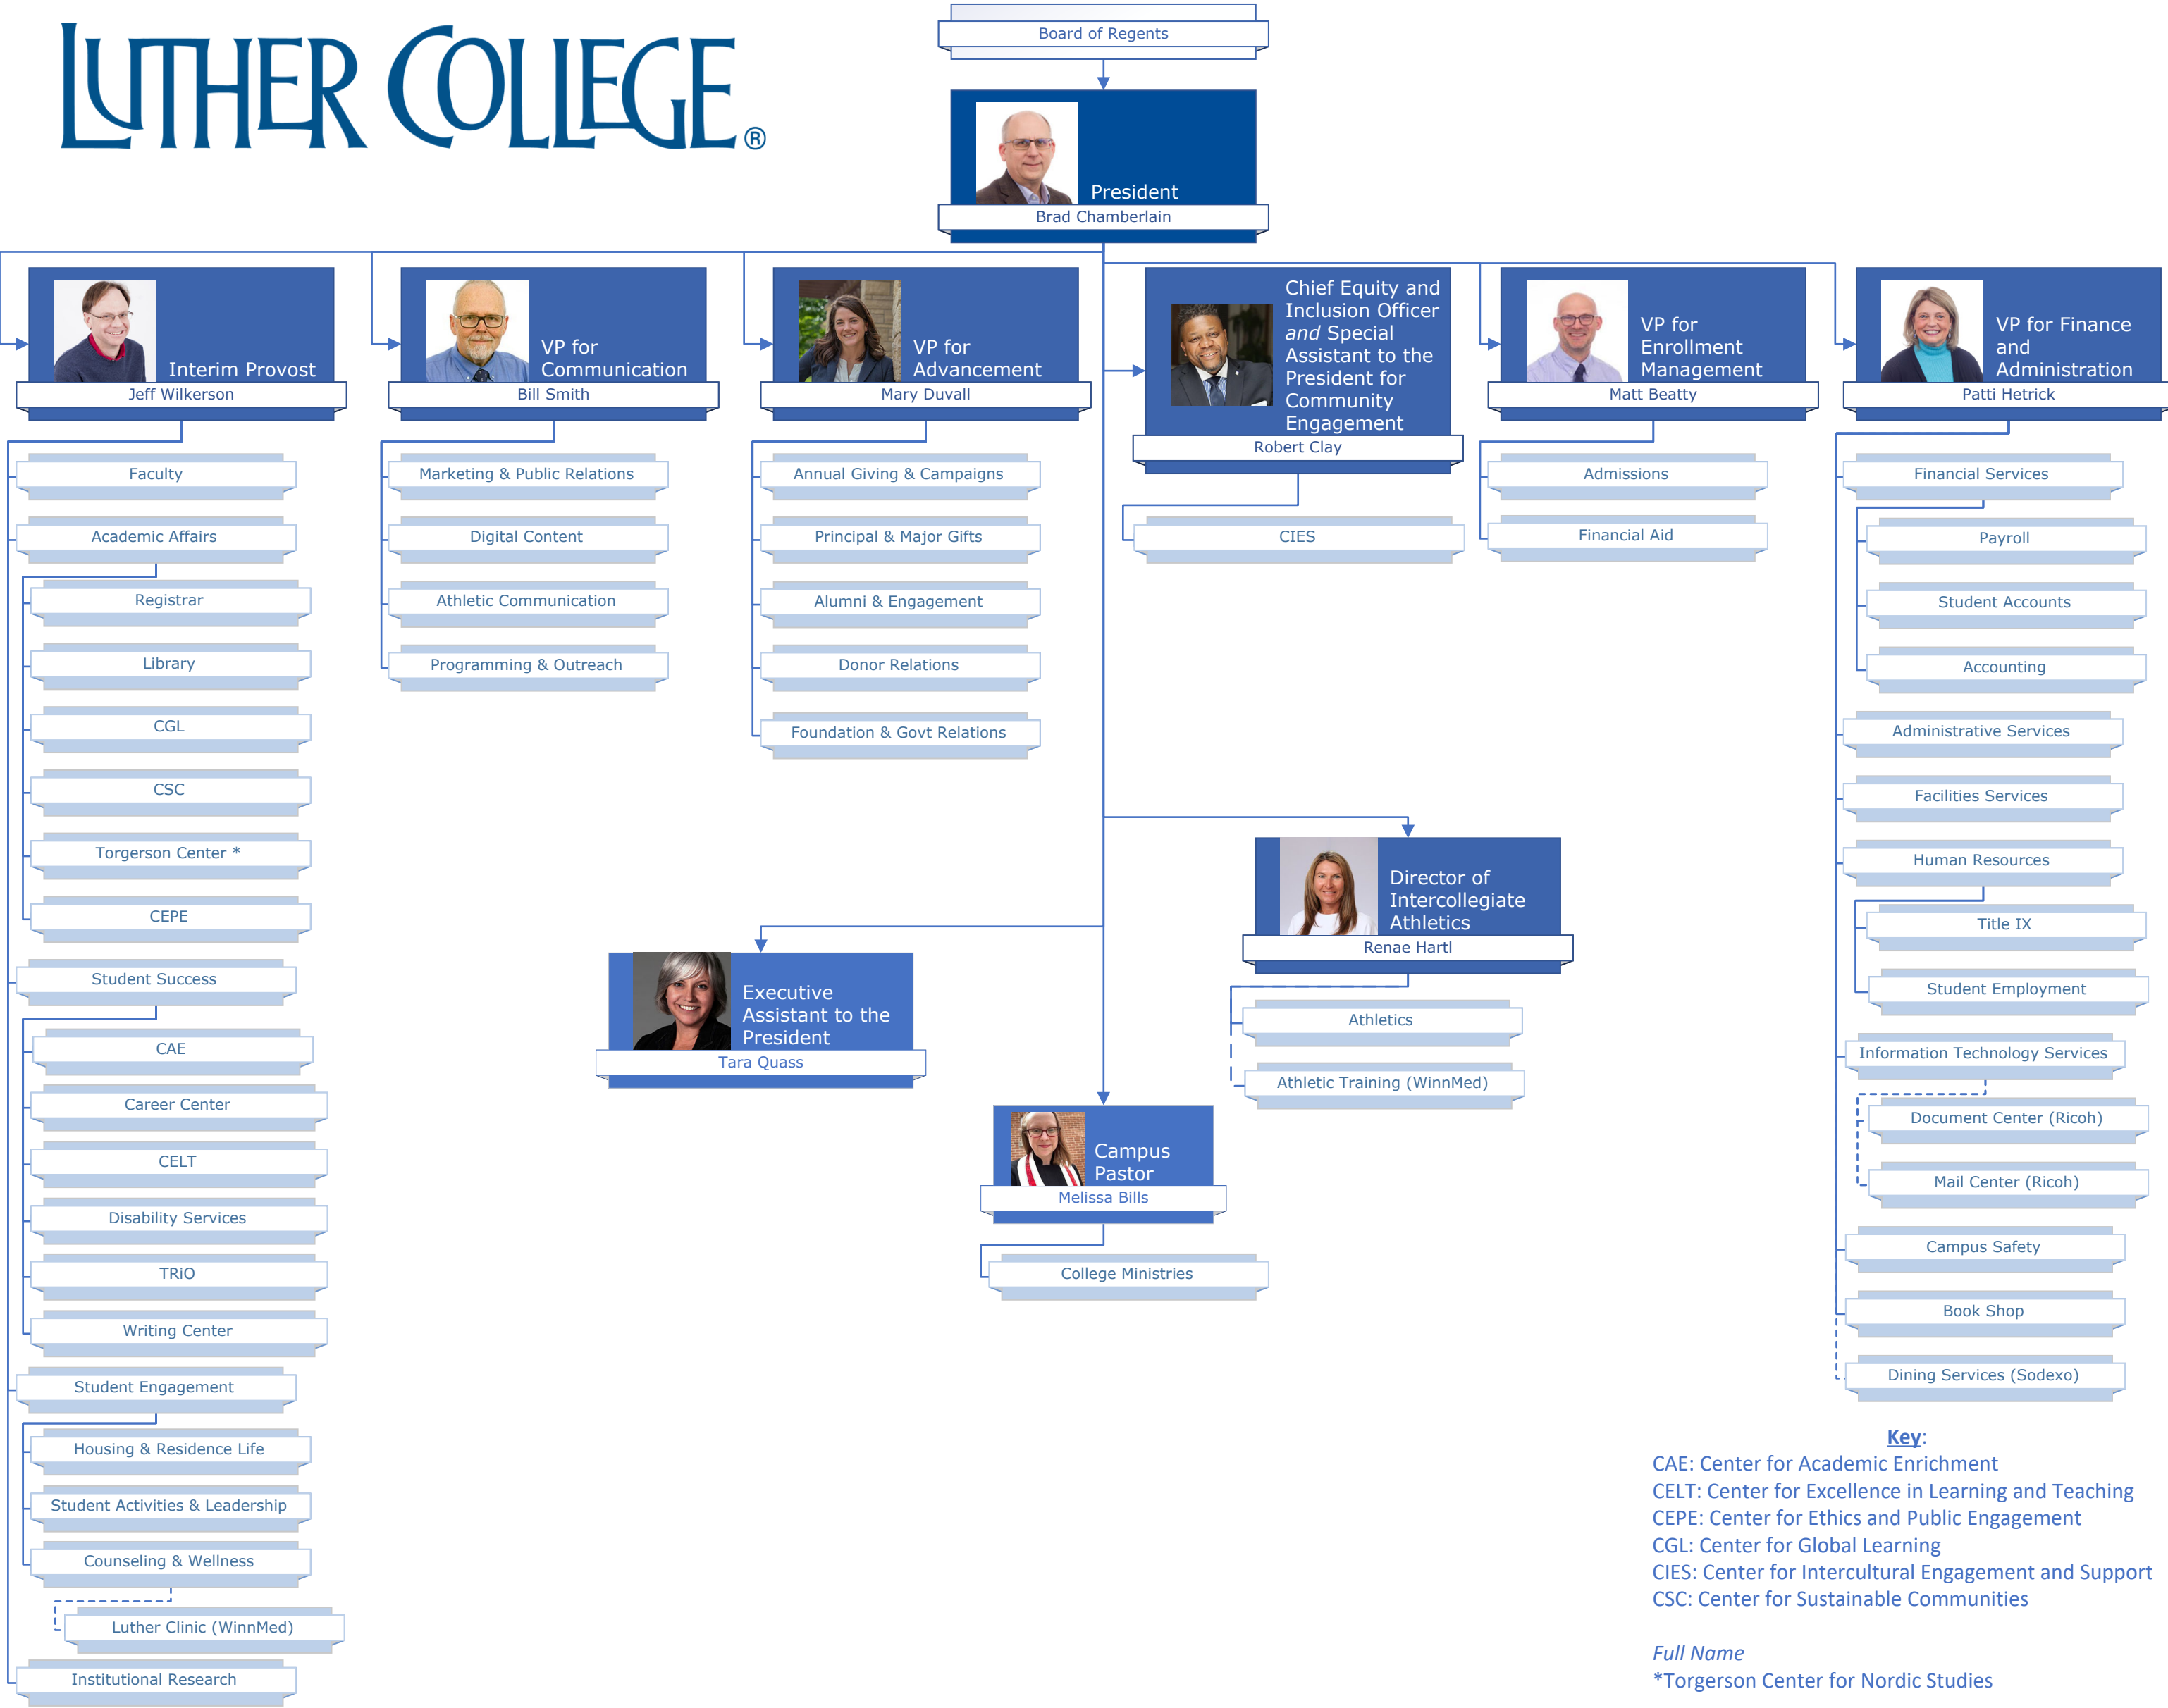 LUTHER COLLEGE®
Board of Regents
President
Brad Chamberlain
Interim Provost
Jeff Wilkerson
Faculty
Academic Affairs
Registrar
Library
CGL
CSC
Torgerson Center *
CEPE
Student Success
CAE
Career Center
CELT
Disability Services
TRiO
Writing Center
Student Engagement
Housing & Residence Life
Student Activities & Leadership
Counseling & Wellness
Luther Clinic (WinnMed)
Institutional Research
VP for
Communication
Bill Smith
Marketing & Public Relations
Digital Content
Athletic Communication
Programming & Outreach
VP for
Advancement
Mary Duvall
Annual Giving & Campaigns
Principal & Major Gifts
Alumni & Engagement
Donor Relations
Foundation & Govt Relations
Chief Equity and
Inclusion Officer
and Special
Assistant to the
President for
Community
Engagement
Robert Clay
CIES
VP for
Enrollment
Management
Matt Beatty
Admissions
Financial Aid
VP for Finance
and
Administration
Patti Hetrick
Financial Services
Payroll
Student Accounts
Accounting
Administrative Services
Facilities Services
Human Resources
Title IX
Student Employment
Information Technology Services
Document Center (Ricoh)
Mail Center (Ricoh)
Campus Safety
Book Shop
Dining Services (Sodexo)
Director of
Intercollegiate
Athletics
Renae Hartl
Athletics
Athletic Training (WinnMed)
Executive
Assistant to the
President
Tara Quass
Campus
Pastor
Melissa Bills
College Ministries
Key:
CAE: Center for Academic Enrichment
CELT: Center for Excellence in Learning and Teaching
CEPE: Center for Ethics and Public Engagement
CGL: Center for Global Learning
CIES: Center for Intercultural Engagement and Support
CSC: Center for Sustainable Communities
Full Name
*Torgerson Center for Nordic Studies